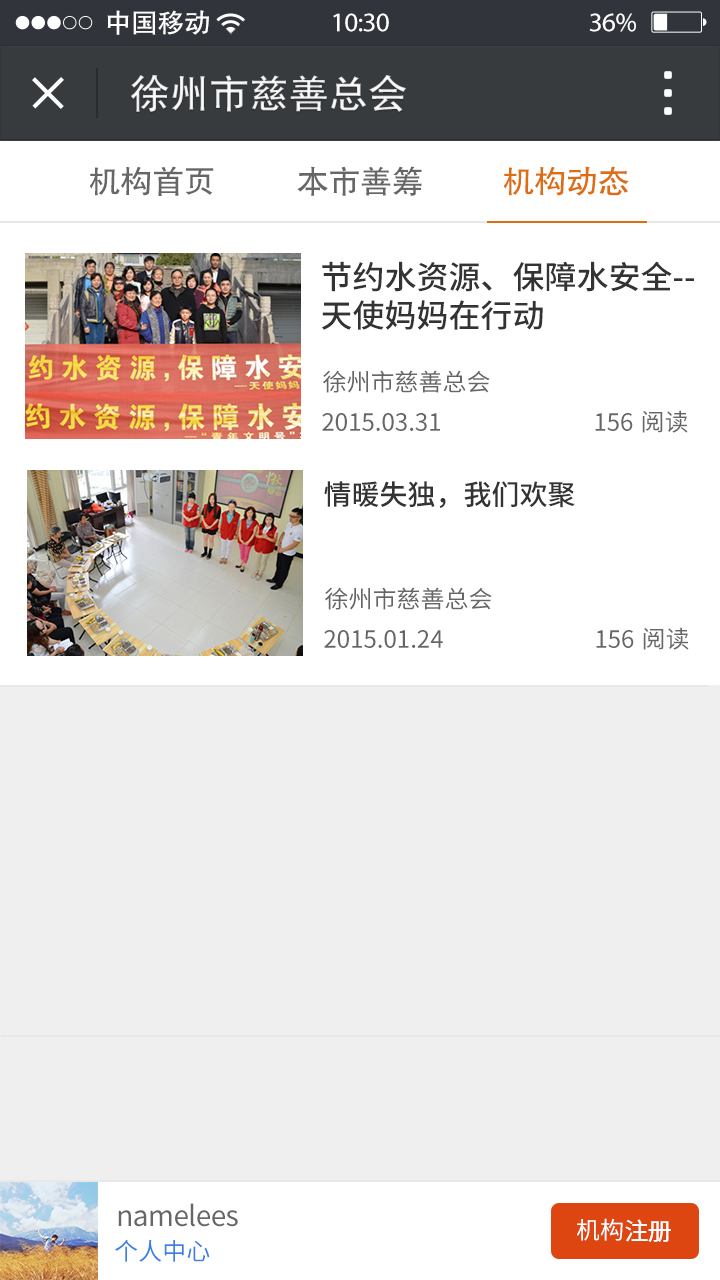 中国移动
10:30
36%
徐州市慈善总会
机构首页
本市善筹
机构动态
节约水资源、保障水安全--
天使妈妈在行动
约水资源,保障水安
—天使妈妈
约水资源,保障水安
—“青年文明号”
徐州市慈善总会
2015.03.31
156 阅读
情暖失独，我们欢聚
徐州市慈善总会
2015.01.24
156 阅读
namelees
个人中心
机构注册